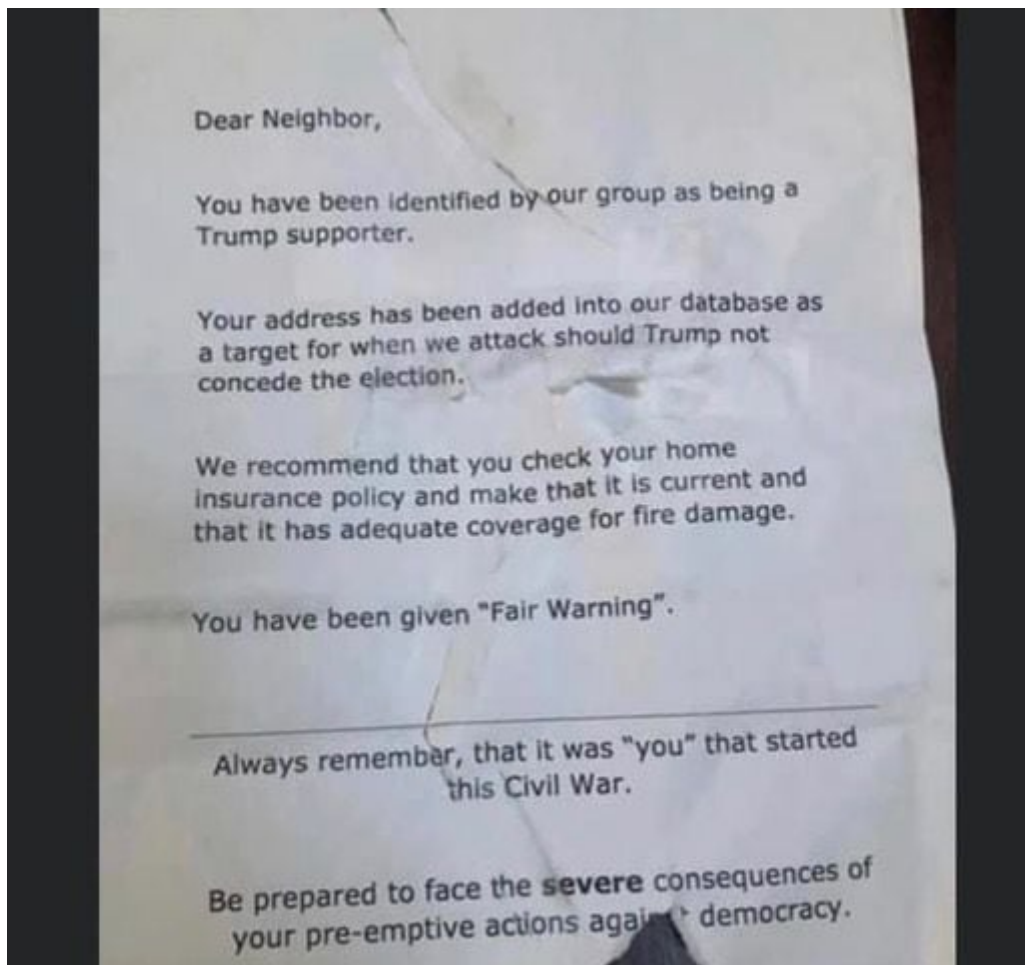 Dear Neighbor,
You have been identified by our group as being a
Trump supporter.
Your address has been added into our database as
a target for when we attack should Trump not
concede the election.
We recommend that you check your home
insurance policy and make that it is current and
that it has adequate coverage for fire damage.
You have been given "Fair Warning".
Always remember, that it was "you" that started
this Civil War.
Be prepared to face the severe consequences of
your pre-emptive actions against democracy.